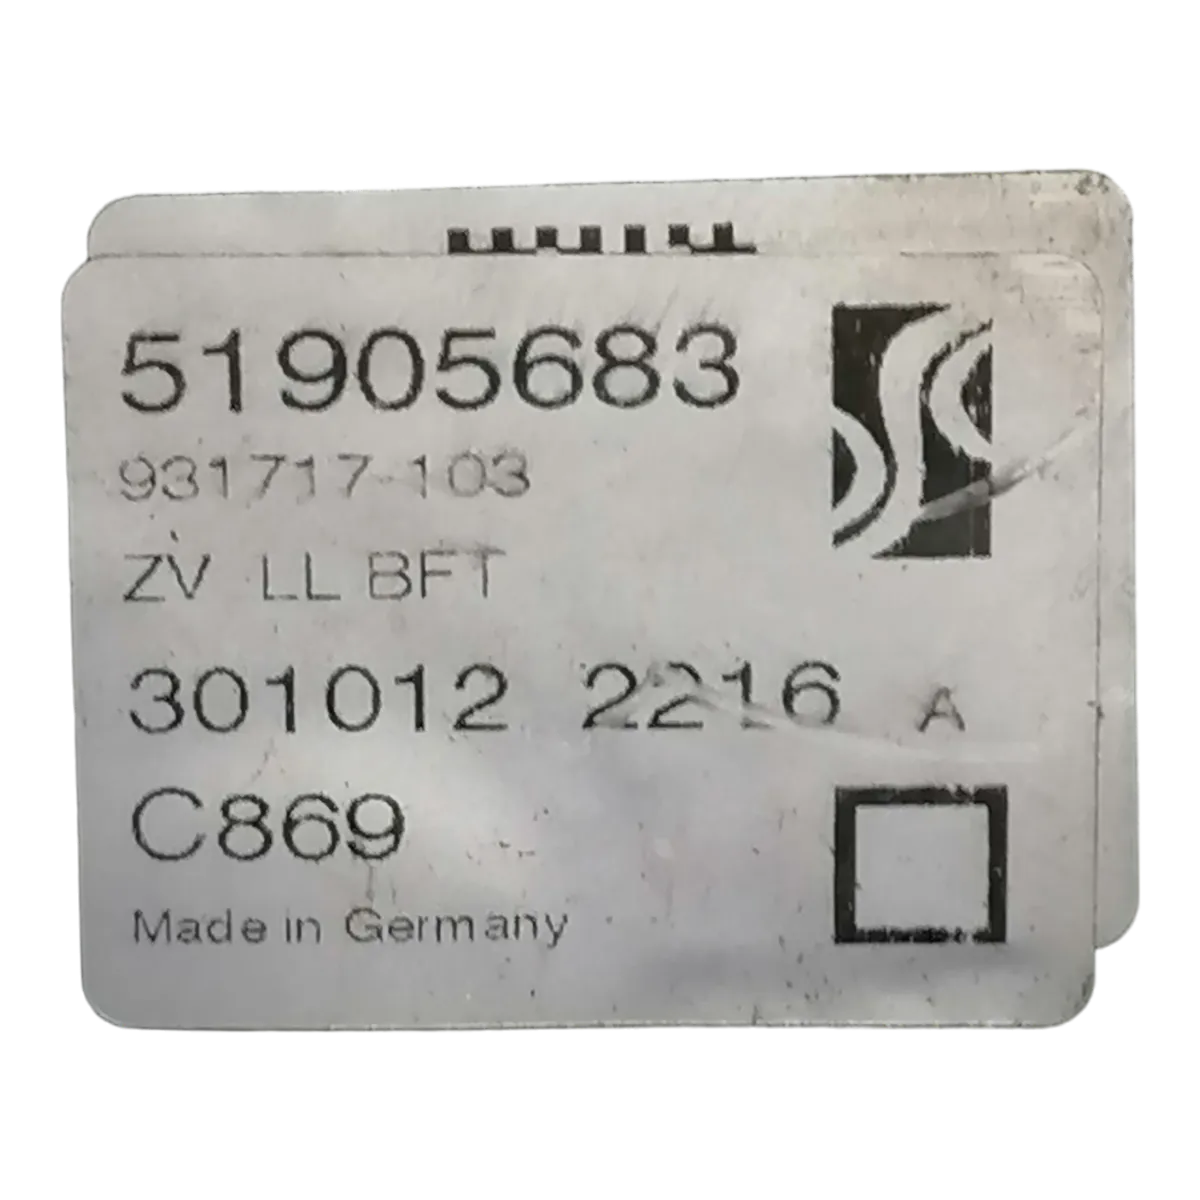 51905683
931717-103
ZV LL BFT
301012 2216 A
C869
Made in Germany